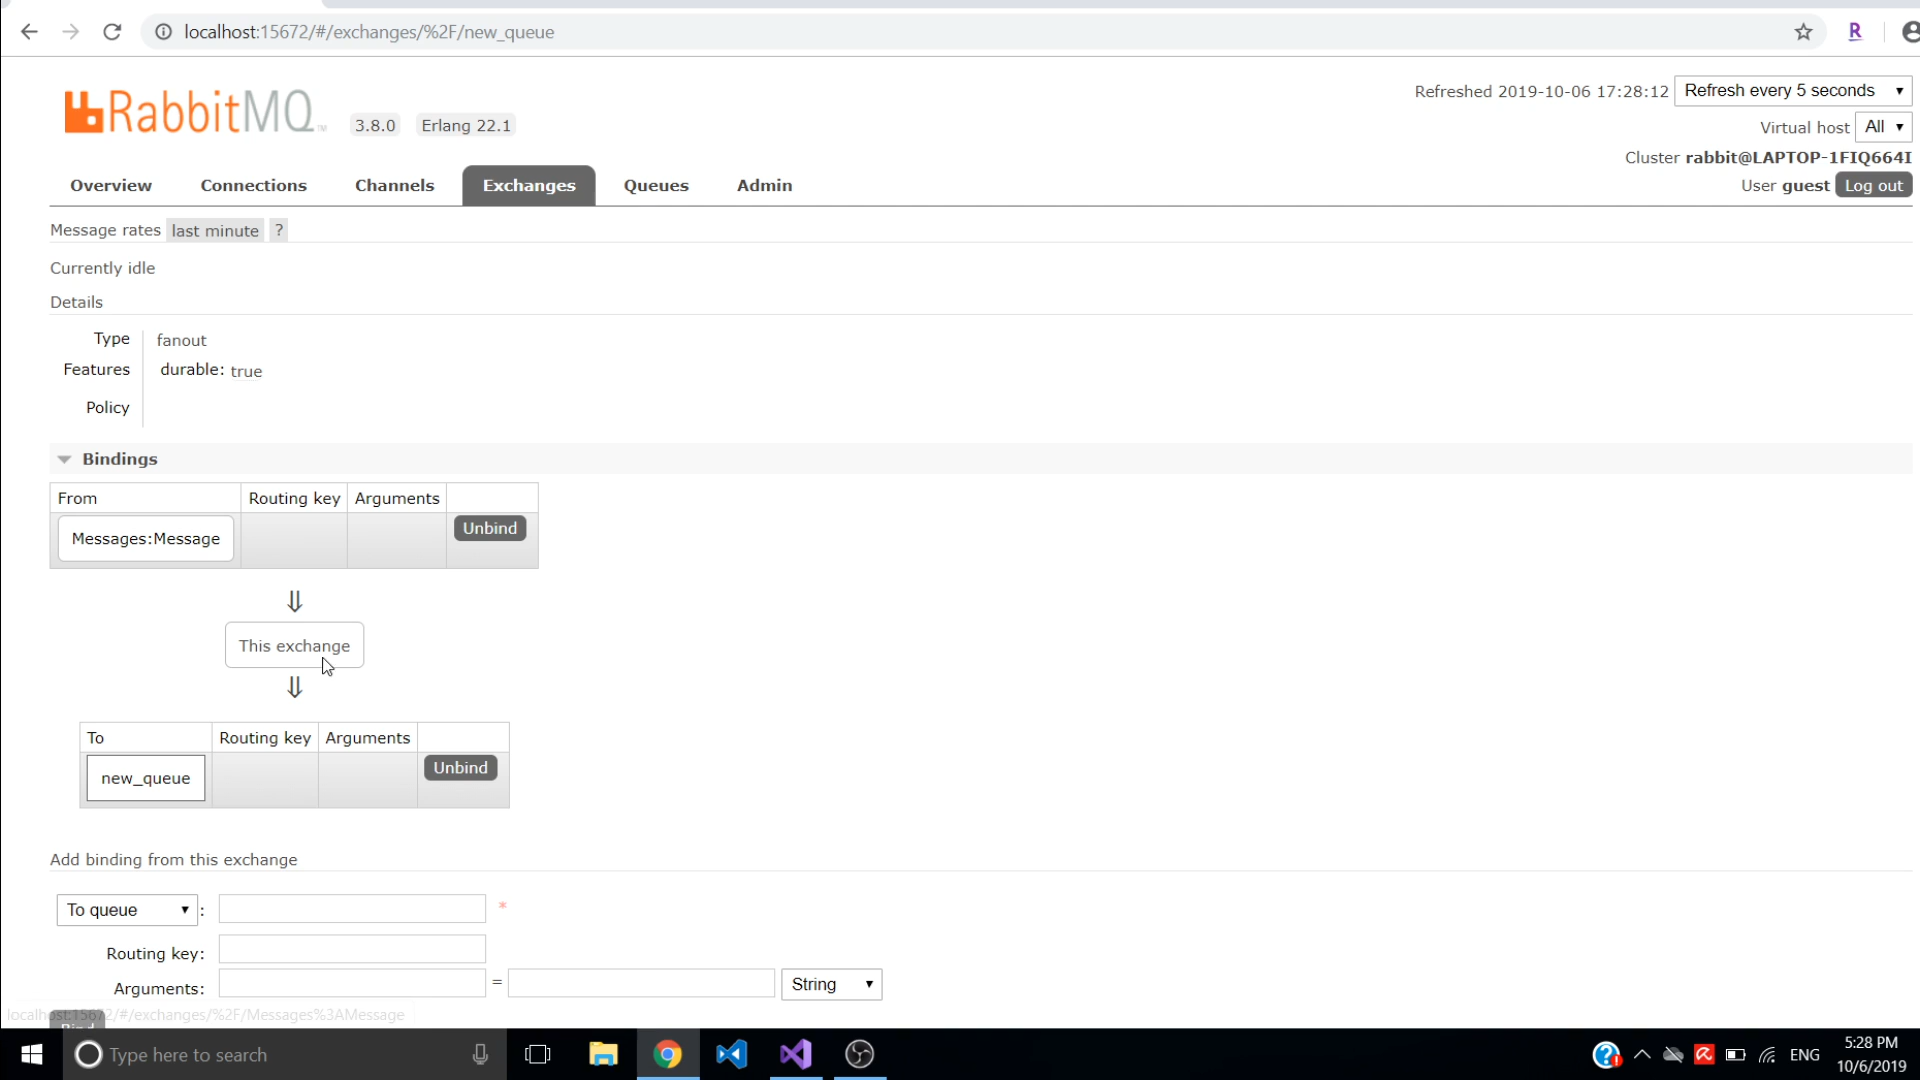 localhost:15672/#/exchanges/%2F/new_queue
R
RabbitMQ TM 3.8.0 Erlang 22.1
Refreshed 2019-10-06 17:28:12 Refresh every 5 seconds
Virtual host All
Cluster rabbit@LAPTOP-1FIQ664I
User guest Log out
Overview Connections Channels Exchanges Queues Admin
Message rates last minute ?
Currently idle
Details
Type fanout
Features durable: true
Policy
Bindings
From Routing key Arguments
Messages:Message Unbind
⇓
This exchange
⇓
To Routing key Arguments
new_queue Unbind
Add binding from this exchange
To queue : *
Routing key:
Arguments: = String
localhost:15672/#/exchanges/%2F/Messages%3AMessage
Bind
Type here to search
ENG
5:28 PM
10/6/2019